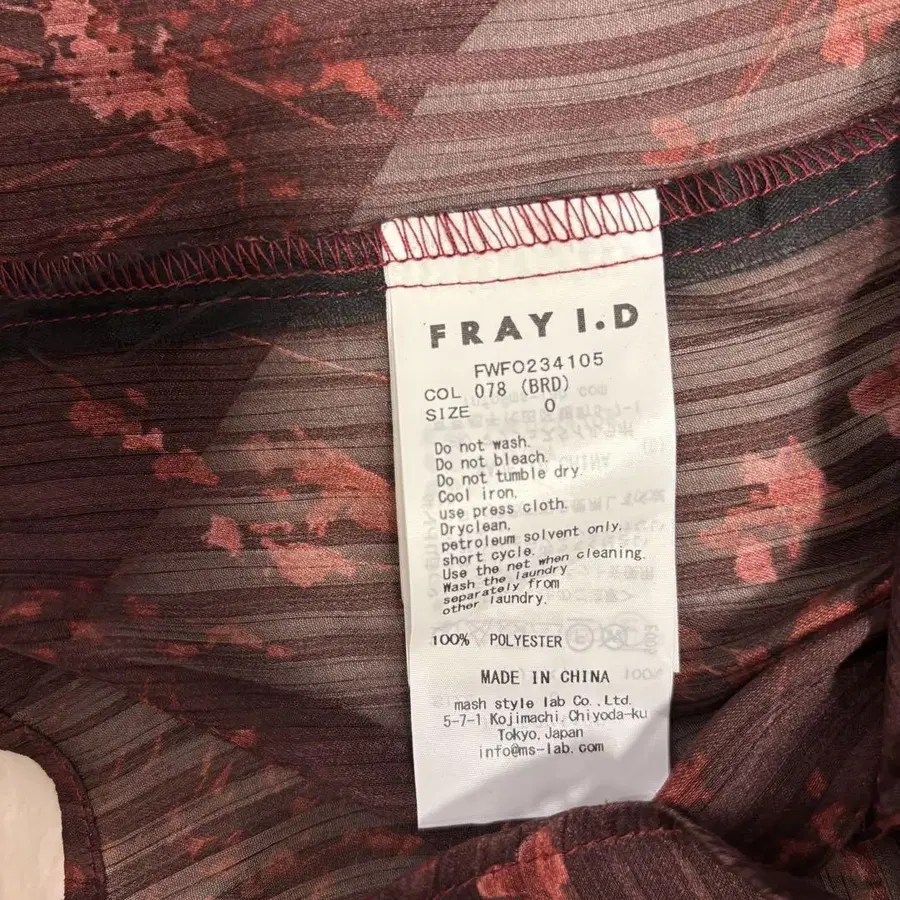 FRAY I.D
FWFO234105
COL 078 (BRD)
SIZE 0
Do not wash.
Do not bleach.
Do not tumble dry.
Cool iron,
use press cloth.
Dryclean,
petroleum solvent only,
short cycle.
Use the net when cleaning.
Wash the laundry
separately from
other laundry.
100% POLYESTER
MADE IN CHINA
mash style lab Co.,Ltd.
5-7-1 Kojimachi, Chiyoda-ku
Tokyo, Japan
info@ms-lab.com